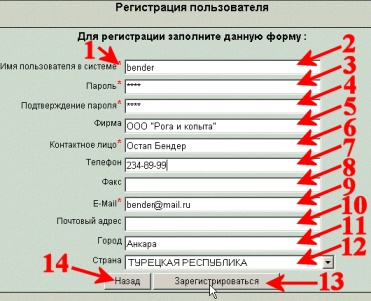 Регистрация пользователя
Для регистрации заполните данную форму :
1 2
Имя пользователя в системе* bender
3
Пароль* ****
4
Подтверждение пароля* ****
5
Фирма ООО "Рога и копыта"
6
Контактное лицо* Остап Бендер
7
Телефон 234-89-99
8
Факс
9
E-Mail* bender@mail.ru
10
Почтовый адрес
11
Город Анкара
12
Страна ТУРЕЦКАЯ РЕСПУБЛИКА
14 Назад Зарегистрироваться 13